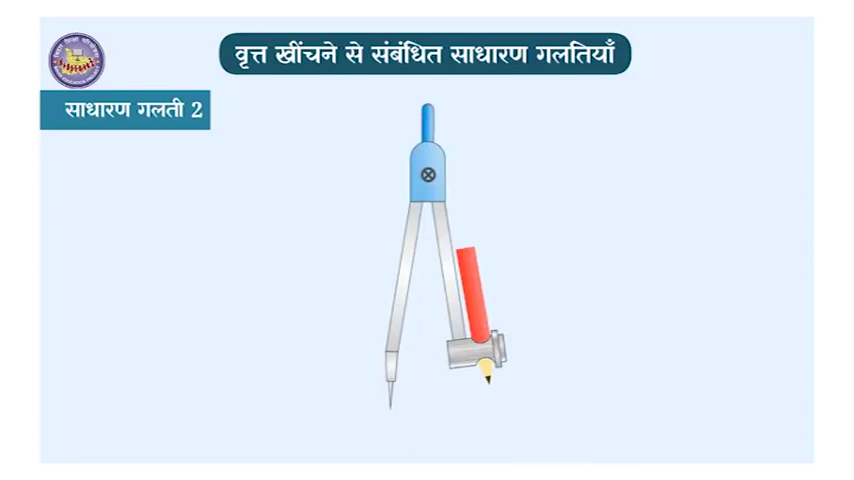 वृत्त खींचने से संबंधित साधारण गलतियाँ
साधारण गलती 2